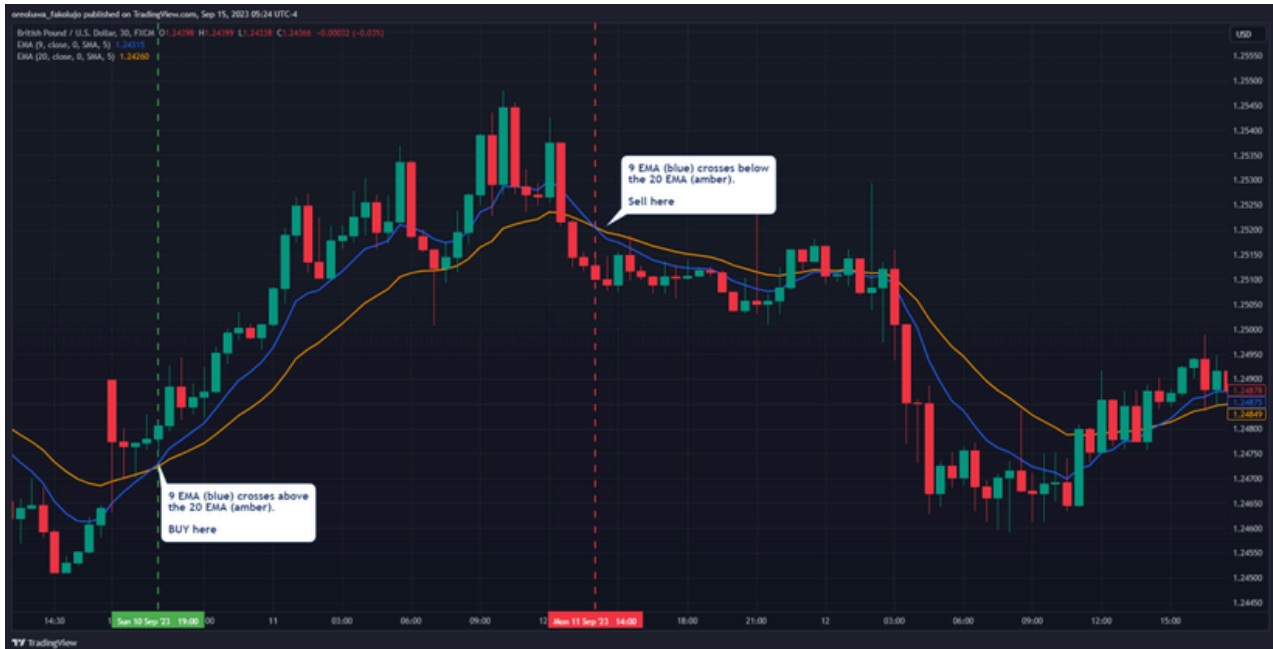 oreoluwa_fakolujo published on TradingView.com, Sep 15, 2023 05:24 UTC-4
British Pound / U.S. Dollar, 30, FXCM O1.24398 H1.24399 L1.24338 C1.24366 -0.00032 (-0.03%)
EMA (9, close, 0, SMA, 5) 1.24315
EMA (20, close, 0, SMA, 5) 1.24260
USD
1.25550
1.25500
1.25450
1.25400
1.25350
1.25300
1.25250
1.25200
1.25150
1.25100
1.25050
1.25000
1.24950
1.24900
1.24878
1.24875
1.24849
1.24800
1.24750
1.24700
1.24650
1.24600
1.24550
1.24500
1.24450
9 EMA (blue) crosses below
the 20 EMA (amber).
Sell here
9 EMA (blue) crosses above
the 20 EMA (amber).
BUY here
14:30 1 Sun 10 Sep '23 19:00 :00 11 03:00 06:00 09:00 12 Mon 11 Sep '23 14:00 18:00 21:00 12 03:00 06:00 09:00 12:00 15:00
TradingView